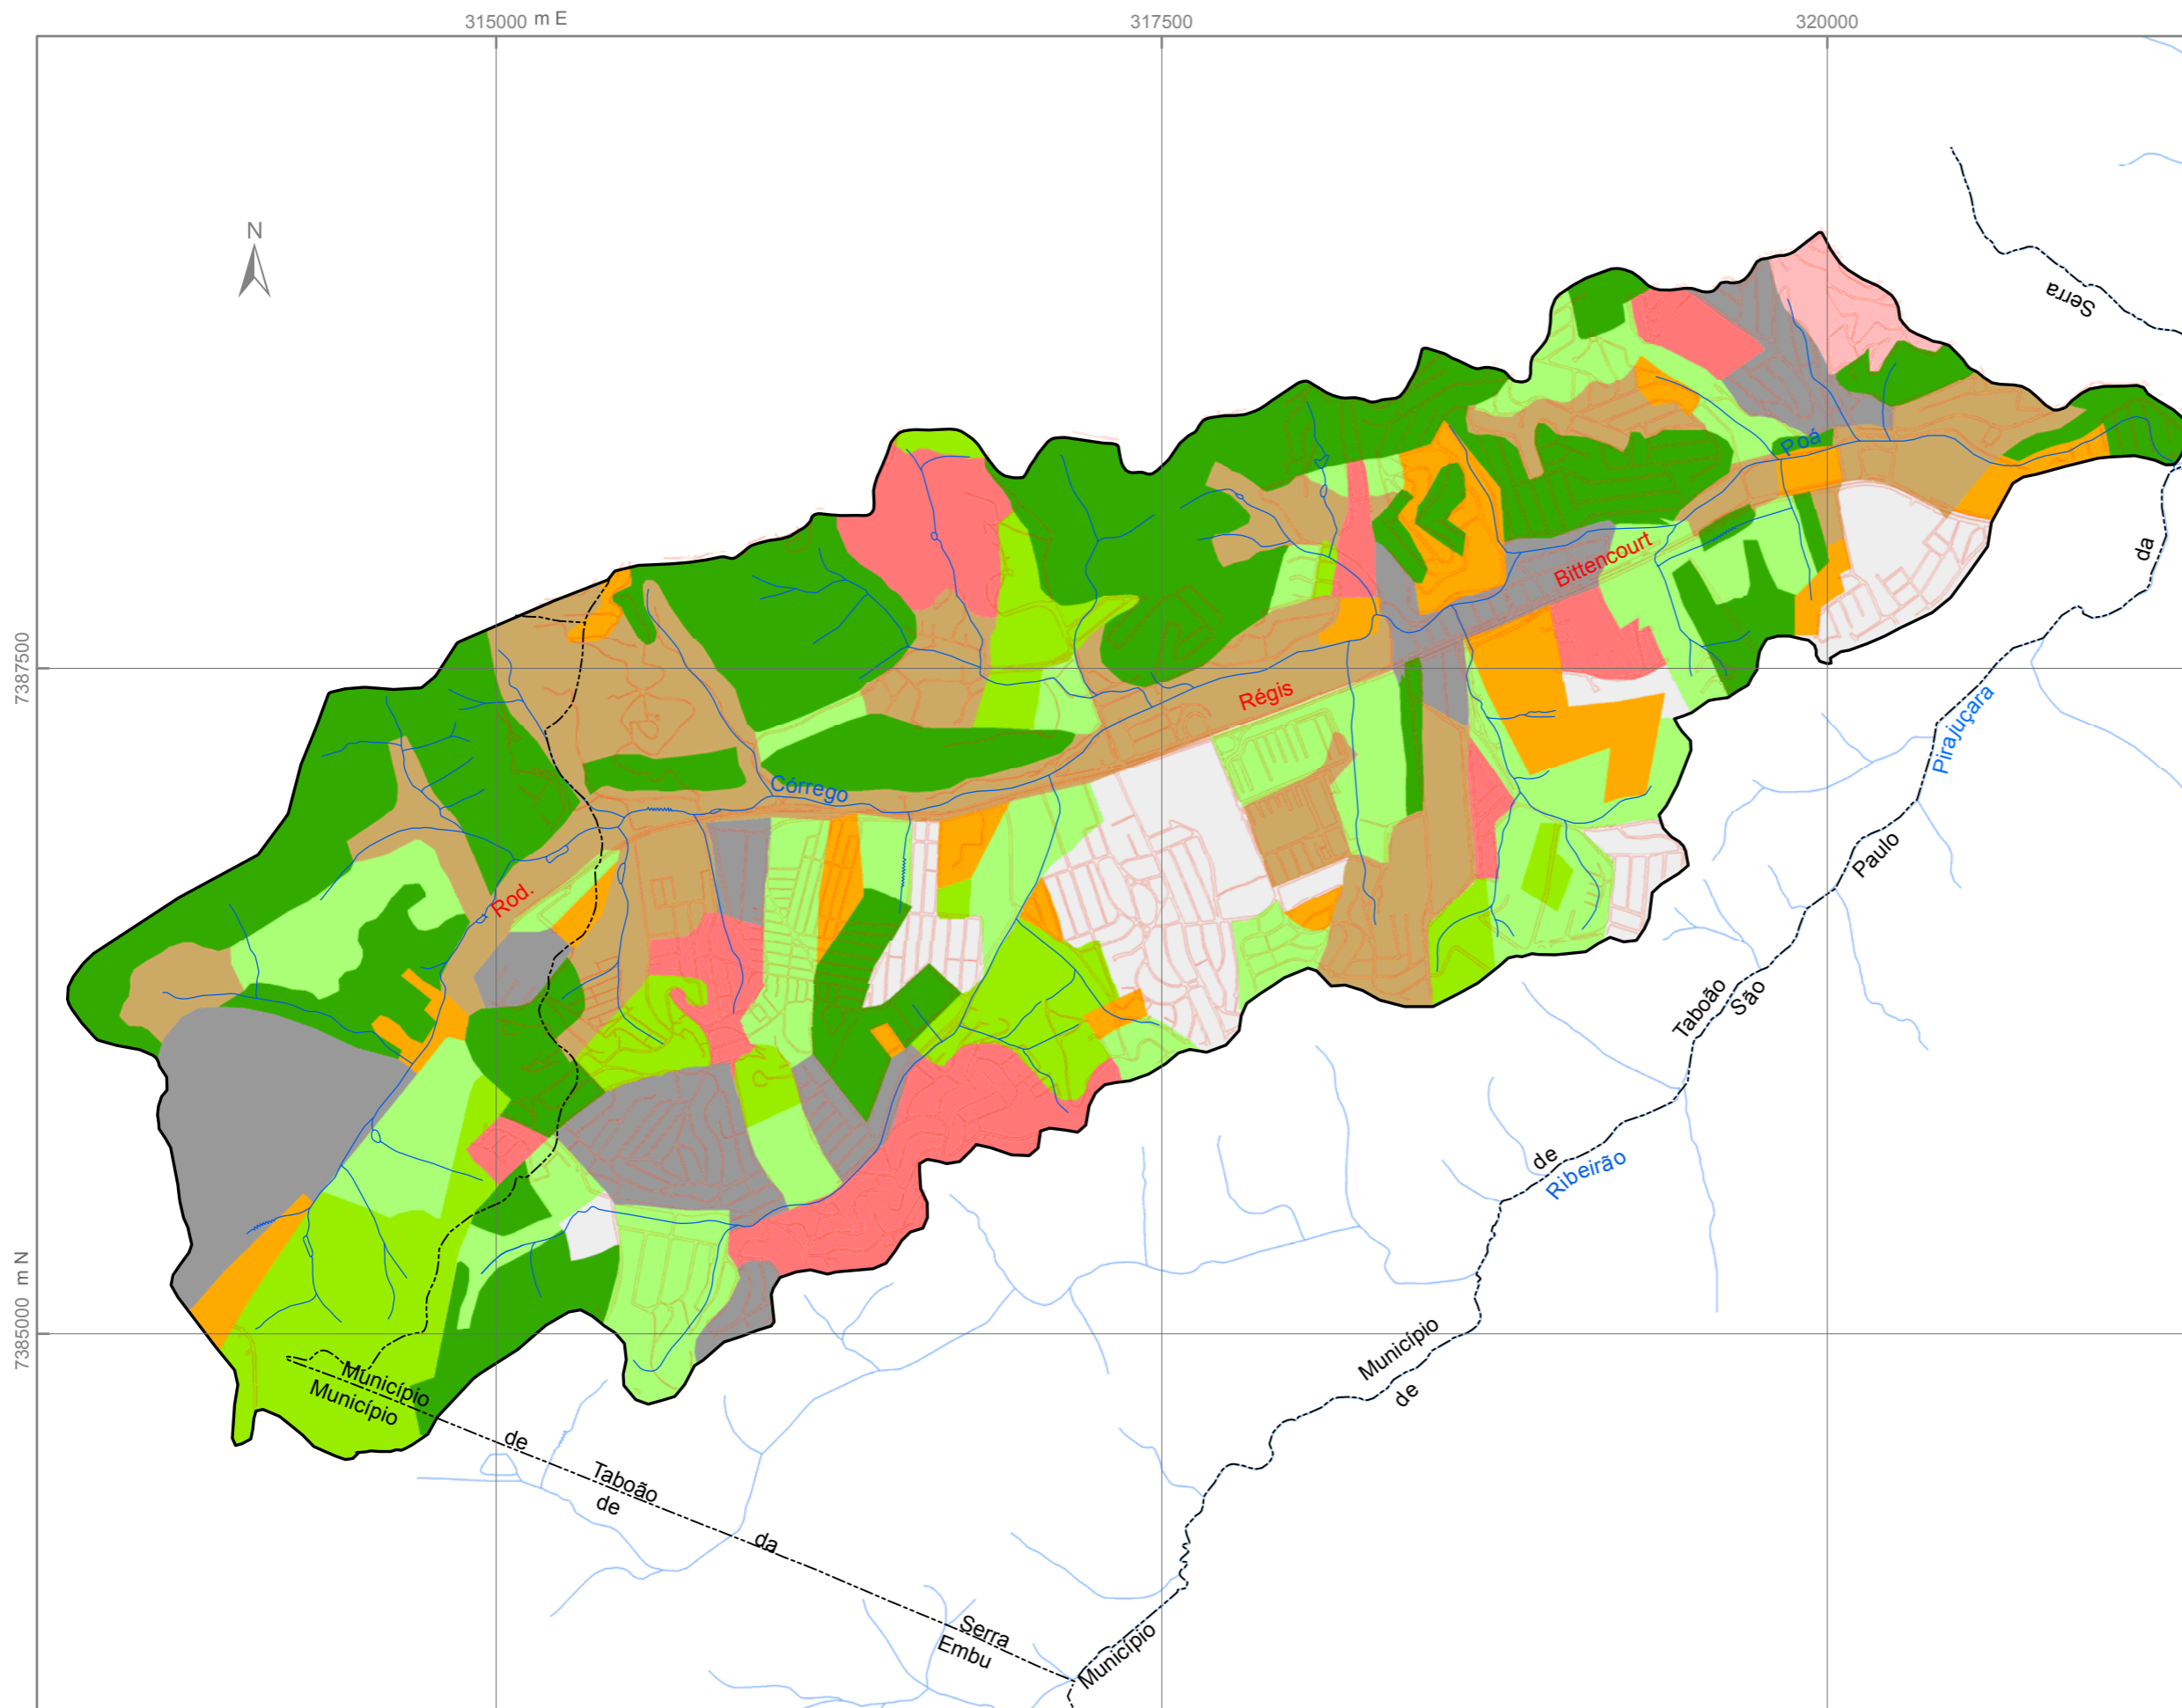 315000 m E
317500
320000
N
Serra
da
Poá
Bittencourt
7387500
Régis
Pirajuçara
Córrego
Paulo
Rod.
Taboão
São
de
Ribeirão
7385000 m N
Município
Município
Município
de
de
Taboão
de
da
Serra
Embu
Município